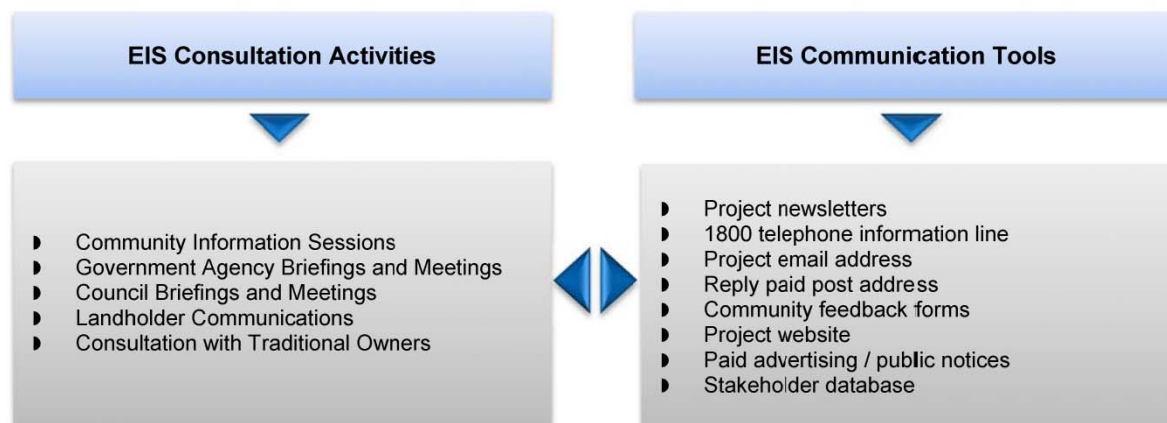 EIS Consultation Activities
Community Information Sessions
Government Agency Briefings and Meetings
Council Briefings and Meetings
Landholder Communications
Consultation with Traditional Owners
EIS Communication Tools
Project newsletters
1800 telephone information line
Project email address
Reply paid post address
Community feedback forms
Project website
Paid advertising / public notices
Stakeholder database